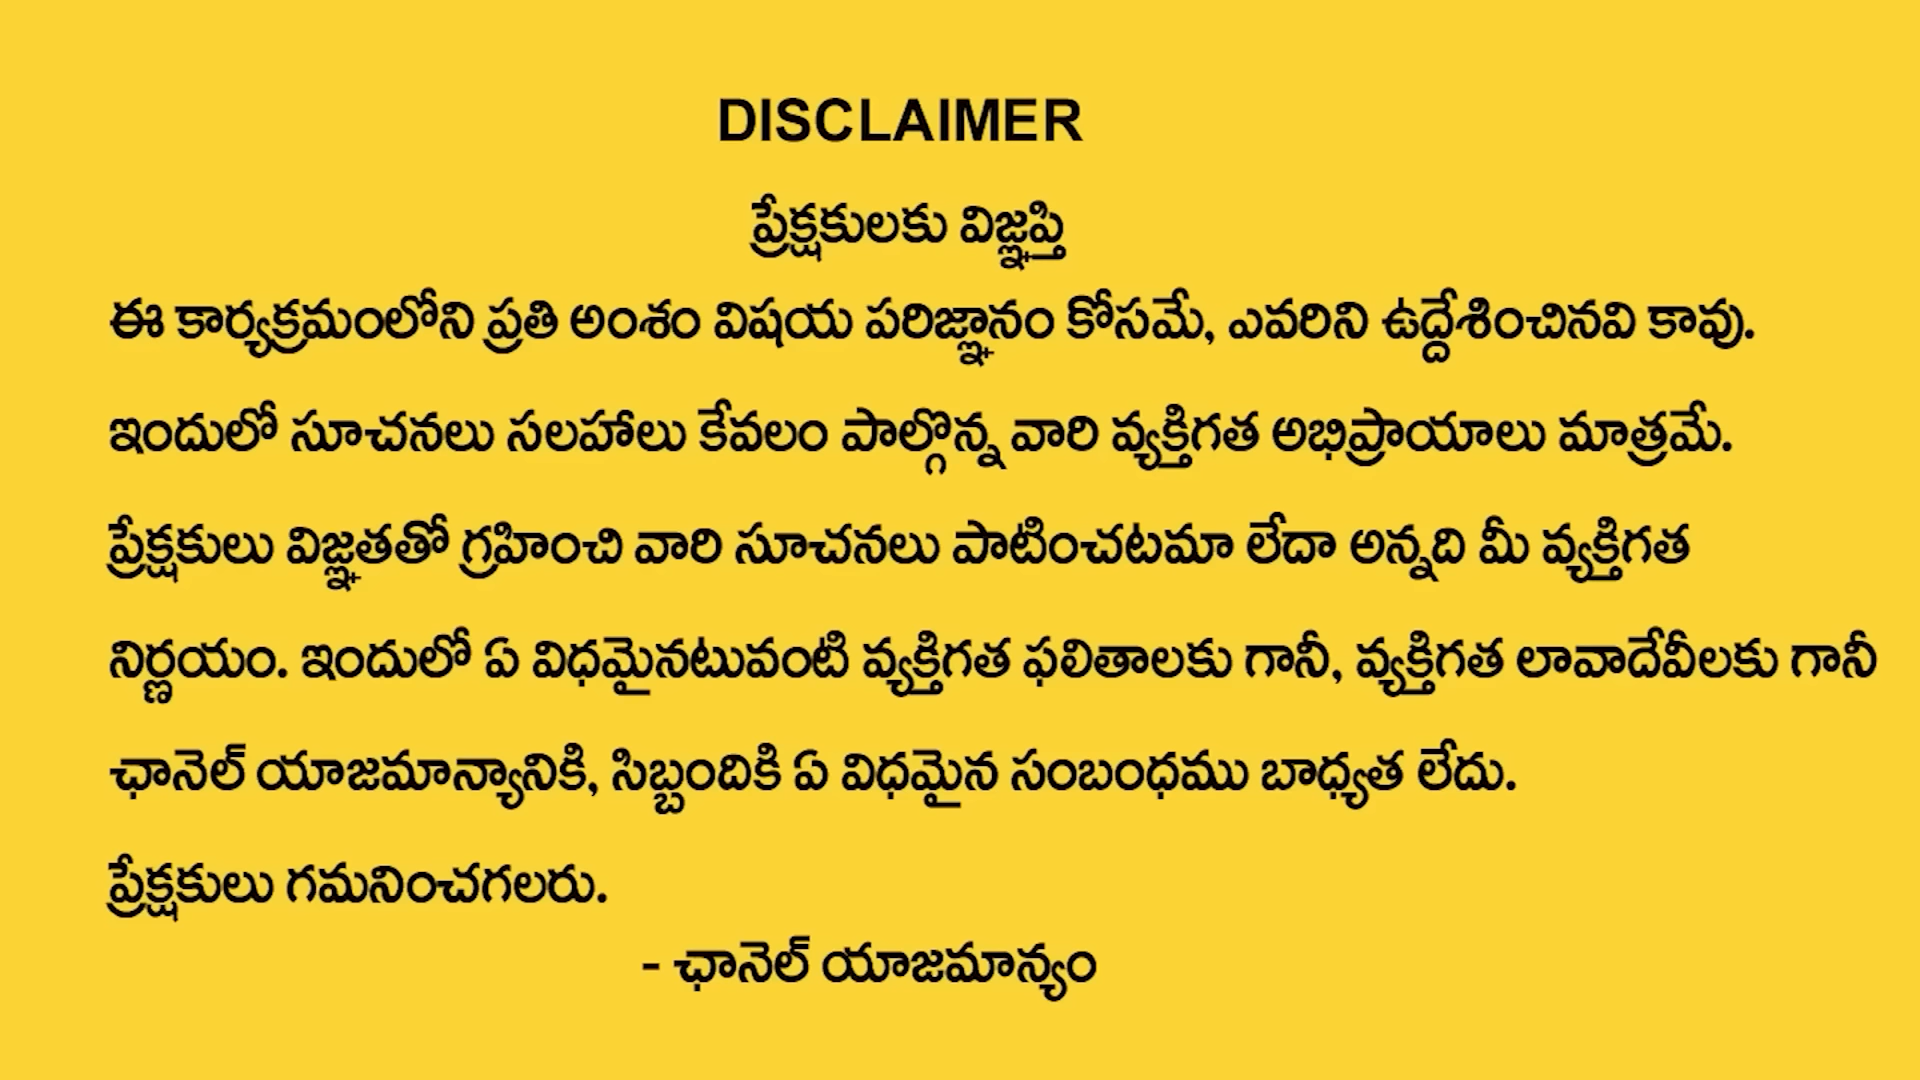 DISCLAIMER
ప్రేక్షకులకు విజ్ఞప్తి
ఈ కార్యక్రమంలోని ప్రతి అంశం విషయ పరిజ్ఞానం కోసమే, ఎవరిని ఉద్దేశించినవి కావు.
ఇందులో సూచనలు సలహాలు కేవలం పాల్గొన్న వారి వ్యక్తిగత అభిప్రాయాలు మాత్రమే.
ప్రేక్షకులు విజ్ఞతతో గ్రహించి వారి సూచనలు పాటించటమా లేదా అన్నది మీ వ్యక్తిగత
నిర్ణయం. ఇందులో ఏ విధమైనటువంటి వ్యక్తిగత ఫలితాలకు గానీ, వ్యక్తిగత లావాదేవీలకు గానీ
ఛానెల్ యాజమాన్యానికి, సిబ్బందికి ఏ విధమైన సంబంధము బాధ్యత లేదు.
ప్రేక్షకులు గమనించగలరు.
- ఛానెల్ యాజమాన్యం